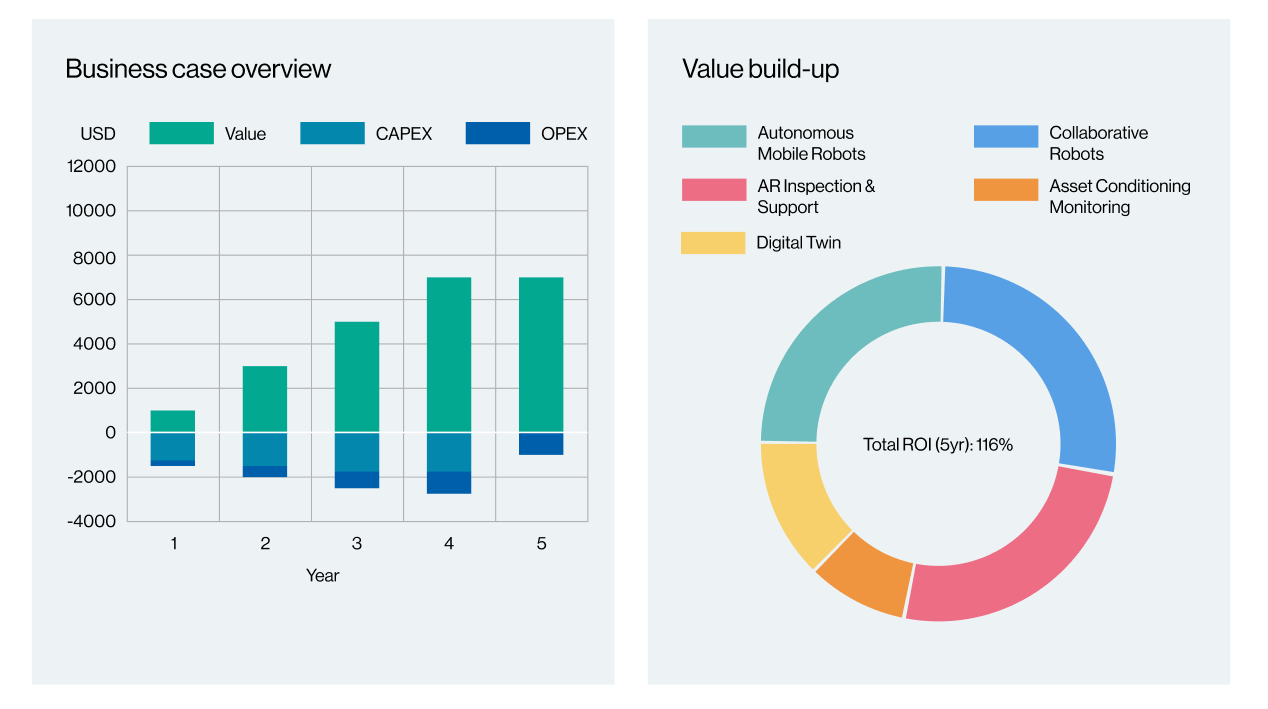 Business case overview
USD Value CAPEX OPEX
12000
10000
8000
6000
4000
2000
0
-2000
-4000
1 2 3 4 5
Year
Value build-up
Autonomous
Mobile Robots
Collaborative
Robots
AR Inspection &
Support
Asset Conditioning
Monitoring
Digital Twin
Total ROI (5yr): 116%